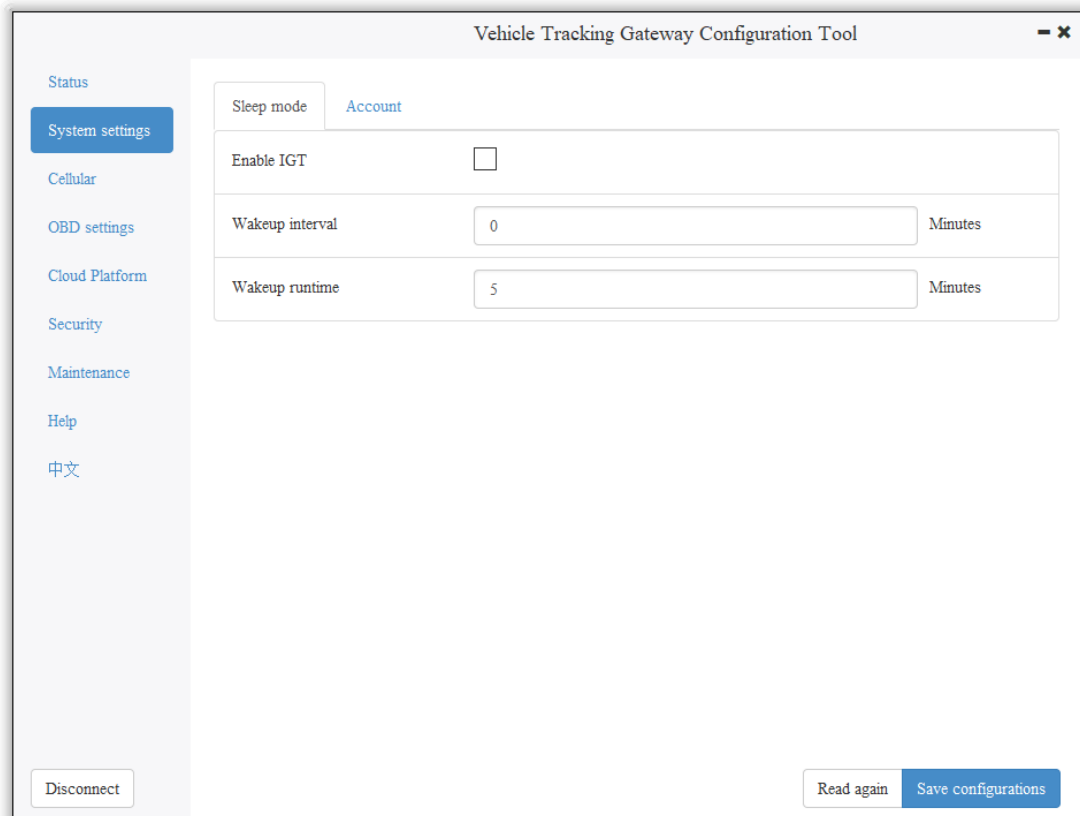 Vehicle Tracking Gateway Configuration Tool
Status
System settings
Cellular
OBD settings
Cloud Platform
Security
Maintenance
Help
中文
Sleep mode Account
Enable IGT
Wakeup interval 0 Minutes
Wakeup runtime 5 Minutes
Disconnect Read again Save configurations